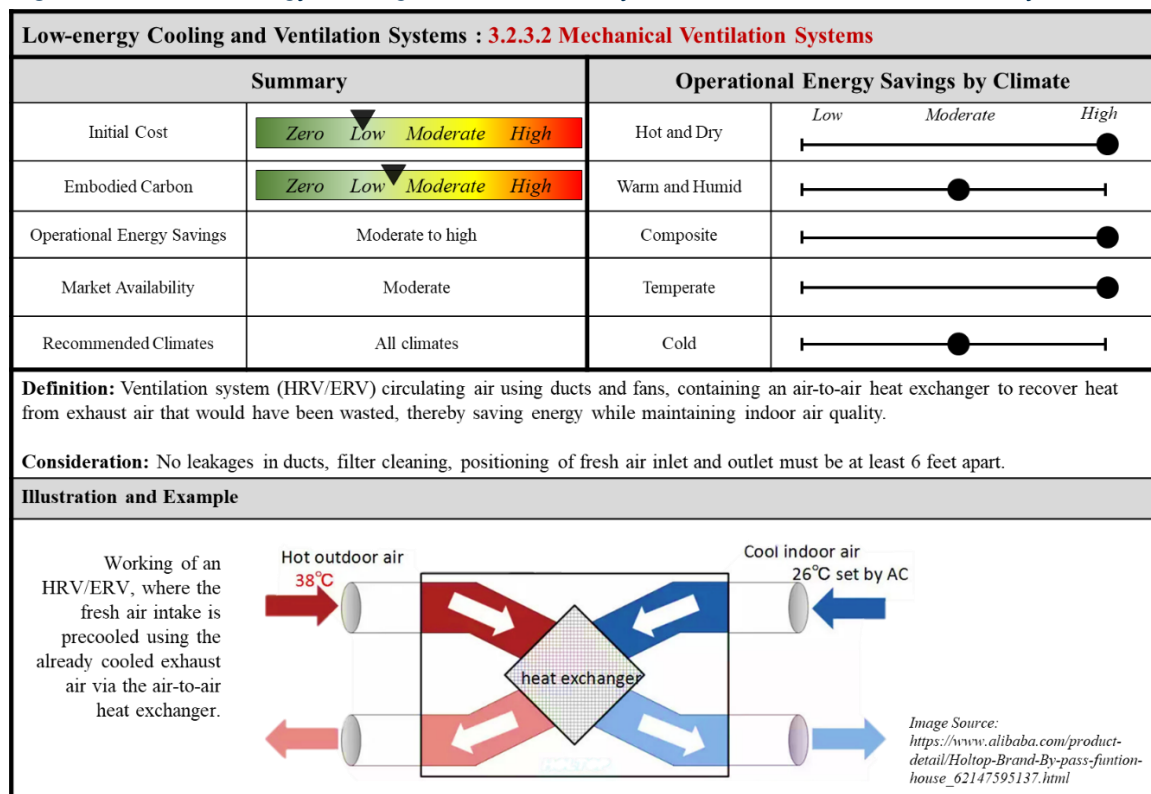 Low-energy Cooling and Ventilation Systems : 3.2.3.2 Mechanical Ventilation Systems
Summary
Operational Energy Savings by Climate
Initial Cost
Zero Low Moderate High
Hot and Dry
Low Moderate High
Embodied Carbon
Zero Low Moderate High
Warm and Humid
Operational Energy Savings
Moderate to high
Composite
Market Availability
Moderate
Temperate
Recommended Climates
All climates
Cold
Definition: Ventilation system (HRV/ERV) circulating air using ducts and fans, containing an air-to-air heat exchanger to recover heat
from exhaust air that would have been wasted, thereby saving energy while maintaining indoor air quality.
Consideration: No leakages in ducts, filter cleaning, positioning of fresh air inlet and outlet must be at least 6 feet apart.
Illustration and Example
Working of an
HRV/ERV, where the
fresh air intake is
precooled using the
already cooled exhaust
air via the air-to-air
heat exchanger.
Hot outdoor air
38℃
Cool indoor air
26℃ set by AC
heat exchanger
Image Source:
https://www.alibaba.com/product-
detail/Holtop-Brand-By-pass-funtion-
house_62147595137.html